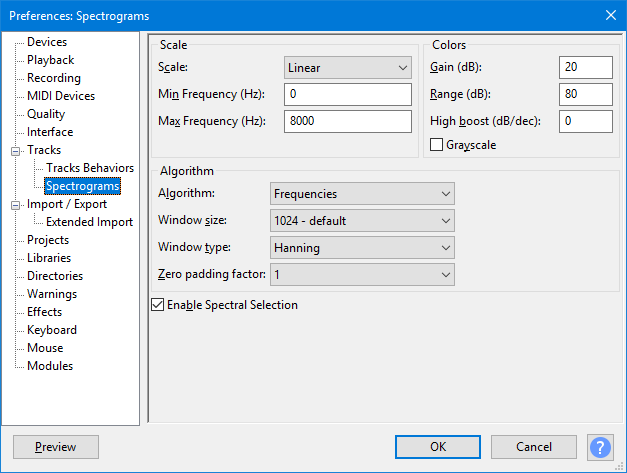 Preferences: Spectrograms
Devices
Playback
Recording
MIDI Devices
Quality
Interface
Tracks
Tracks Behaviors
Spectrograms
Import / Export
Extended Import
Projects
Libraries
Directories
Warnings
Effects
Keyboard
Mouse
Modules
Scale
Scale: Linear
Min Frequency (Hz): 0
Max Frequency (Hz): 8000
Colors
Gain (dB): 20
Range (dB): 80
High boost (dB/dec): 0
Grayscale
Algorithm
Algorithm: Frequencies
Window size: 1024 - default
Window type: Hanning
Zero padding factor: 1
Enable Spectral Selection
Preview OK Cancel ?